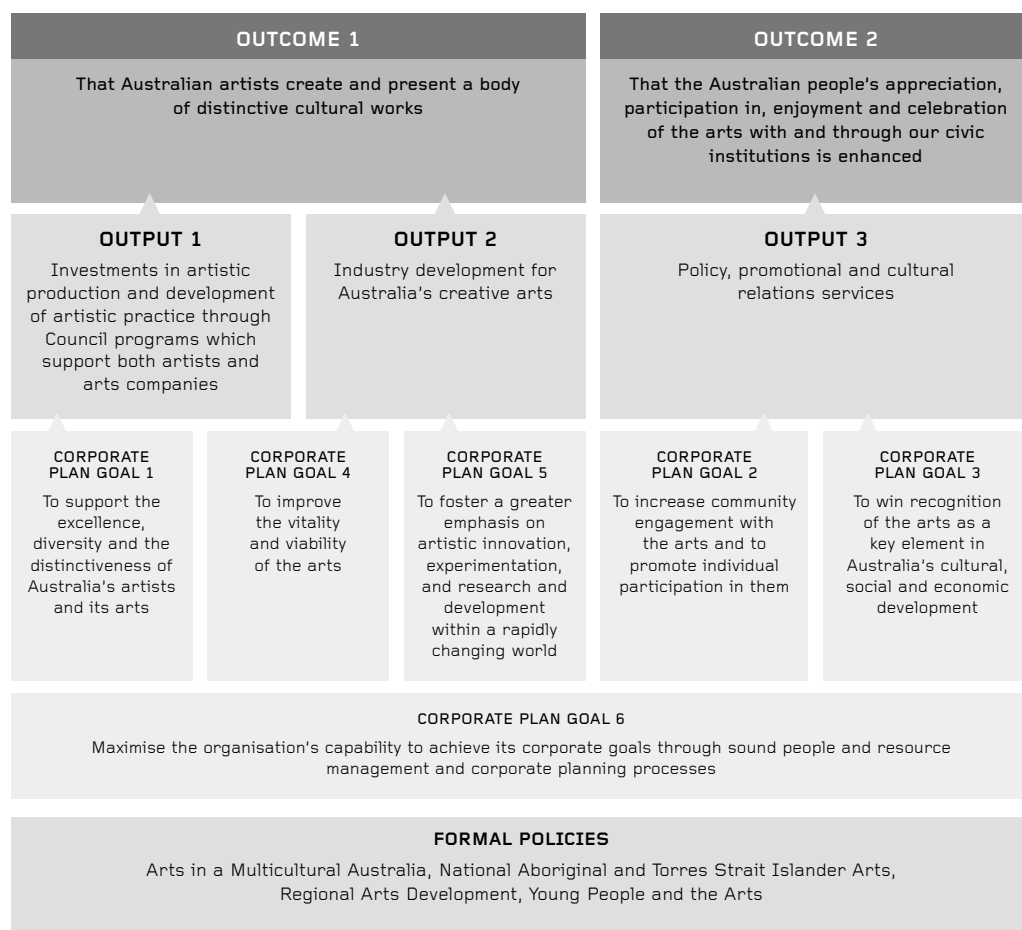 OUTCOME 1
That Australian artists create and present a body
of distinctive cultural works
OUTCOME 2
That the Australian people's appreciation,
participation in, enjoyment and celebration
of the arts with and through our civic
institutions is enhanced
OUTPUT 1
Investments in artistic
production and development
of artistic practice through
Council programs which
support both artists and
arts companies
OUTPUT 2
Industry development for
Australia's creative arts
OUTPUT 3
Policy, promotional and cultural
relations services
CORPORATE
PLAN GOAL 1
To support the
excellence,
diversity and the
distinctiveness of
Australia's artists
and its arts
CORPORATE
PLAN GOAL 4
To improve
the vitality
and viability
of the arts
CORPORATE
PLAN GOAL 5
To foster a greater
emphasis on
artistic innovation,
experimentation,
and research and
development
within a rapidly
changing world
CORPORATE
PLAN GOAL 2
To increase community
engagement with
the arts and to
promote individual
participation in them
CORPORATE
PLAN GOAL 3
To win recognition
of the arts as a
key element in
Australia's cultural,
social and economic
development
CORPORATE PLAN GOAL 6
Maximise the organisation's capability to achieve its corporate goals through sound people and resource
management and corporate planning processes
FORMAL POLICIES
Arts in a Multicultural Australia, National Aboriginal and Torres Strait Islander Arts,
Regional Arts Development, Young People and the Arts